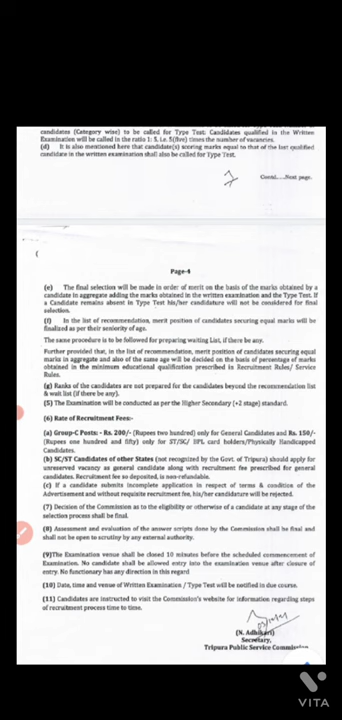 candidates (Category wise) to be called for Type Test: Candidates qualified in the Written
Examination will be called in the ratio 1: 5, i.e. 5(five) times the number of vacancies.
(d) It is also mentioned here that candidate(s) scoring marks equal to that of the last qualified
candidate in the written examination shall also be called for Type Test.
Contd....Next page.
Page-4
(e) The final selection will be made in order of merit on the basis of the marks obtained by a
candidate in aggregate adding the marks obtained in the written examination and the Type Test. If
a Candidate remains absent in Type Test his/her candidature will not be considered for final
selection.
(f) In the list of recommendation, merit position of candidates securing equal marks will be
finalized as per their seniority of age.
The same procedure is to be followed for preparing waiting List, if there be any.
Further provided that, in the list of recommendation, merit position of candidates securing equal
marks in aggregate and also of the same age will be decided on the basis of percentage of marks
obtained in the minimum educational qualification prescribed in Recruitment Rules/ Service
Rules.
(g) Ranks of the candidates are not prepared for the candidates beyond the recommendation list
& wait list (if there be any).
(5) The Examination will be conducted as per the Higher Secondary (+2 stage) standard.
(6) Rate of Recruitment Fees:-
(a) Group-C Posts: - Rs. 200/- (Rupees two hundred) only for General Candidates and Rs. 150/-
(Rupees one hundred and fifty) only for ST/SC/ BPL card holders/Physically Handicapped
Candidates.
(b) SC/ST Candidates of other States (not recognized by the Govt. of Tripura) should apply for
unreserved vacancy as general candidate along with recruitment fee prescribed for general
candidates. Recruitment fee so deposited, is non-refundable.
(c) If a candidate submits incomplete application in respect of terms & condition of the
Advertisement and without requisite recruitment fee, his/her candidature will be rejected.
(7) Decision of the Commission as to the eligibility or otherwise of a candidate at any stage of the
selection process shall be final.
(8) Assessment and evaluation of the answer scripts done by the Commission shall be final and
shall not be open to scrutiny by any external authority.
(9)The Examination venue shall be closed 10 minutes before the scheduled commencement of
Examination. No candidate shall be allowed entry into the examination venue after closure of
entry. No functionary has any direction in this regard
(10) Date, time and venue of Written Examination / Type Test will be notified in due course.
(11) Candidates are instructed to visit the Commission's website for information regarding steps
of recruitment process time to time.
(N. Adhikari)
Secretary,
Tripura Public Service Commission
VITA